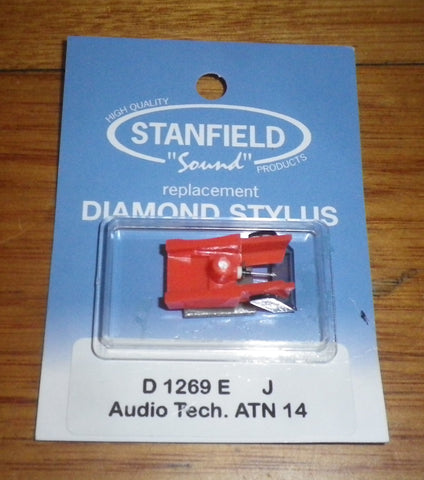 HIGH QUALITY
STANFIELD
"Sound"
PRODUCTS
replacement
DIAMOND STYLUS
D 1269 E J
Audio Tech. ATN 14